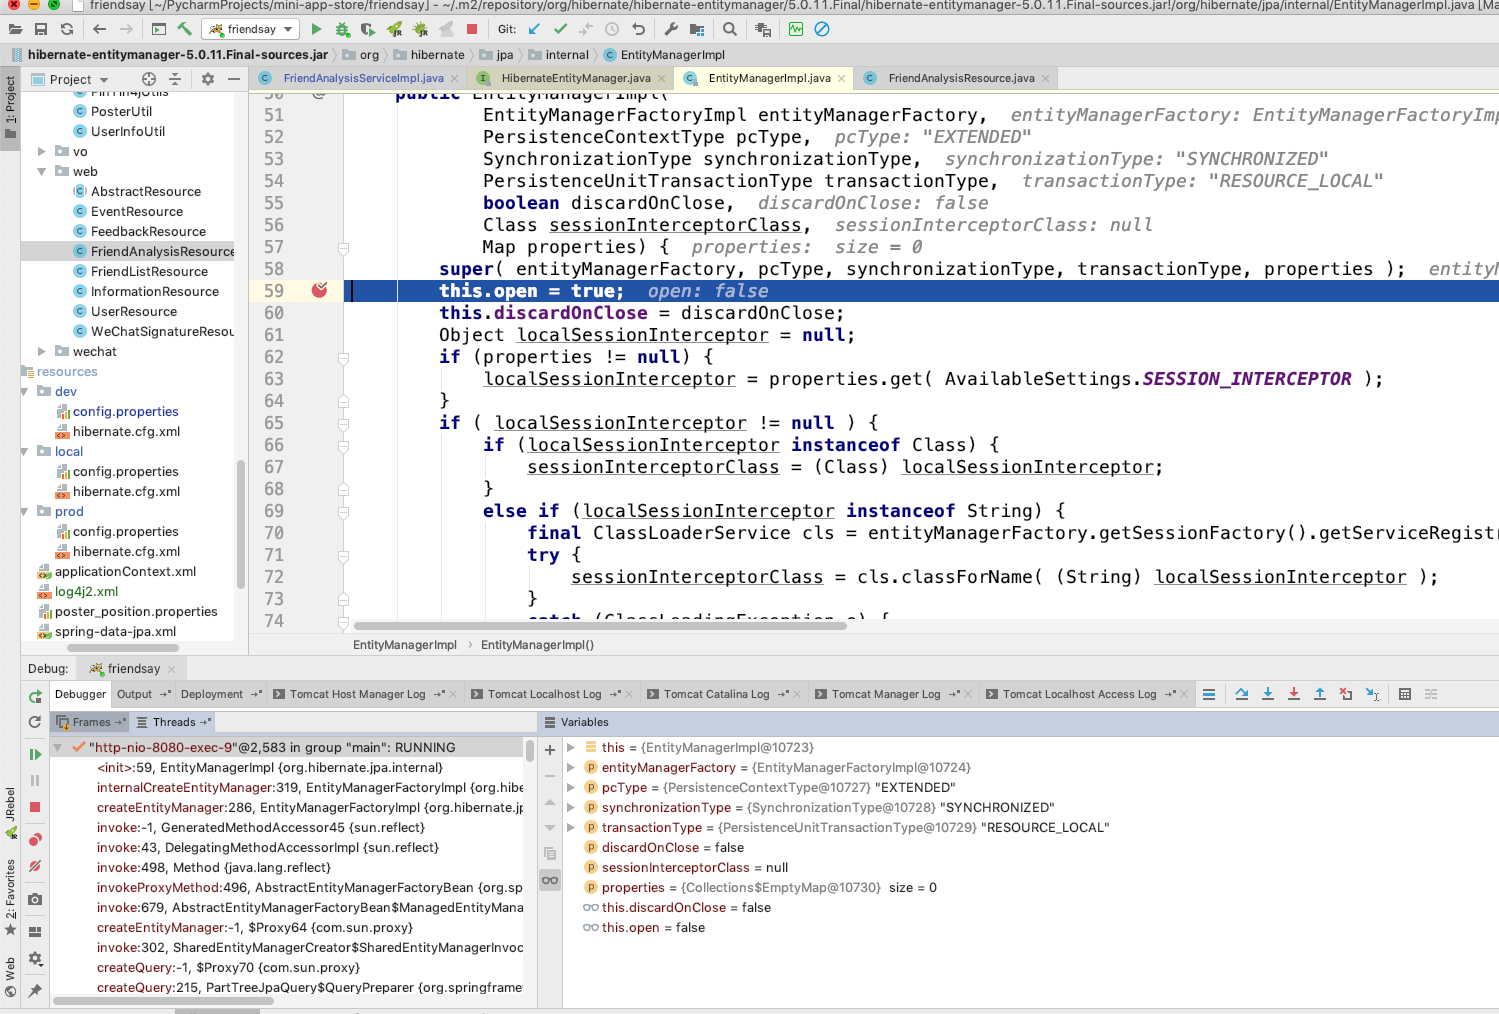 friendsay [~/PycharmProjects/mini-app-store/friendsay] - ~/.m2/repository/org/hibernate/hibernate-entitymanager/5.0.11.Final/hibernate-entitymanager-5.0.11.Final-sources.jar!/org/hibernate/jpa/internal/EntityManagerImpl.java
friendsay
Git:
hibernate-entitymanager-5.0.11.Final-sources.jar org hibernate jpa internal EntityManagerImpl
1: Project
Project
FriendAnalysisServiceImpl.java
HibernateEntityManager.java
EntityManagerImpl.java
FriendAnalysisResource.java
PinYin4jUtils
PosterUtil
UserInfoUtil
vo
web
AbstractResource
EventResource
FeedbackResource
FriendAnalysisResource
FriendListResource
InformationResource
UserResource
WeChatSignatureResou
wechat
resources
dev
config.properties
hibernate.cfg.xml
local
config.properties
hibernate.cfg.xml
prod
config.properties
hibernate.cfg.xml
applicationContext.xml
log4j2.xml
poster_position.properties
spring-data-jpa.xml
50 @ public EntityManagerImpl(
51 EntityManagerFactoryImpl entityManagerFactory, entityManagerFactory: EntityManagerFactoryImp
52 PersistenceContextType pcType, pcType: "EXTENDED"
53 SynchronizationType synchronizationType, synchronizationType: "SYNCHRONIZED"
54 PersistenceUnitTransactionType transactionType, transactionType: "RESOURCE_LOCAL"
55 boolean discardOnClose, discardOnClose: false
56 Class sessionInterceptorClass, sessionInterceptorClass: null
57 Map properties) { properties: size = 0
58 super( entityManagerFactory, pcType, synchronizationType, transactionType, properties ); entityM
59 this.open = true; open: false
60 this.discardOnClose = discardOnClose;
61 Object localSessionInterceptor = null;
62 if (properties != null) {
63 localSessionInterceptor = properties.get( AvailableSettings.SESSION_INTERCEPTOR );
64 }
65 if ( localSessionInterceptor != null ) {
66 if (localSessionInterceptor instanceof Class) {
67 sessionInterceptorClass = (Class) localSessionInterceptor;
68 }
69 else if (localSessionInterceptor instanceof String) {
70 final ClassLoaderService cls = entityManagerFactory.getSessionFactory().getServiceRegistr
71 try {
72 sessionInterceptorClass = cls.classForName( (String) localSessionInterceptor );
73 }
74 catch (ClassLoadingException e) {
EntityManagerImpl › EntityManagerImpl()
Debug: friendsay
Debugger Output Deployment Tomcat Host Manager Log Tomcat Localhost Log Tomcat Catalina Log Tomcat Manager Log Tomcat Localhost Access Log
Frames Threads
Variables
"http-nio-8080-exec-9"@2,583 in group "main": RUNNING
<init>:59, EntityManagerImpl {org.hibernate.jpa.internal}
internalCreateEntityManager:319, EntityManagerFactoryImpl {org.hibe
createEntityManager:286, EntityManagerFactoryImpl {org.hibernate.jp
invoke:-1, GeneratedMethodAccessor45 {sun.reflect}
invoke:43, DelegatingMethodAccessorImpl {sun.reflect}
invoke:498, Method {java.lang.reflect}
invokeProxyMethod:496, AbstractEntityManagerFactoryBean {org.sp
invoke:679, AbstractEntityManagerFactoryBean$ManagedEntityMana
createEntityManager:-1, $Proxy64 {com.sun.proxy}
invoke:302, SharedEntityManagerCreator$SharedEntityManagerInvoc
createQuery:-1, $Proxy70 {com.sun.proxy}
createQuery:215, PartTreeJpaQuery$QueryPreparer {org.springframe
this = {EntityManagerImpl@10723}
entityManagerFactory = {EntityManagerFactoryImpl@10724}
pcType = {PersistenceContextType@10727} "EXTENDED"
synchronizationType = {SynchronizationType@10728} "SYNCHRONIZED"
transactionType = {PersistenceUnitTransactionType@10729} "RESOURCE_LOCAL"
discardOnClose = false
sessionInterceptorClass = null
properties = {Collections$EmptyMap@10730} size = 0
this.discardOnClose = false
this.open = false
JRebel
2: Favorites
Web